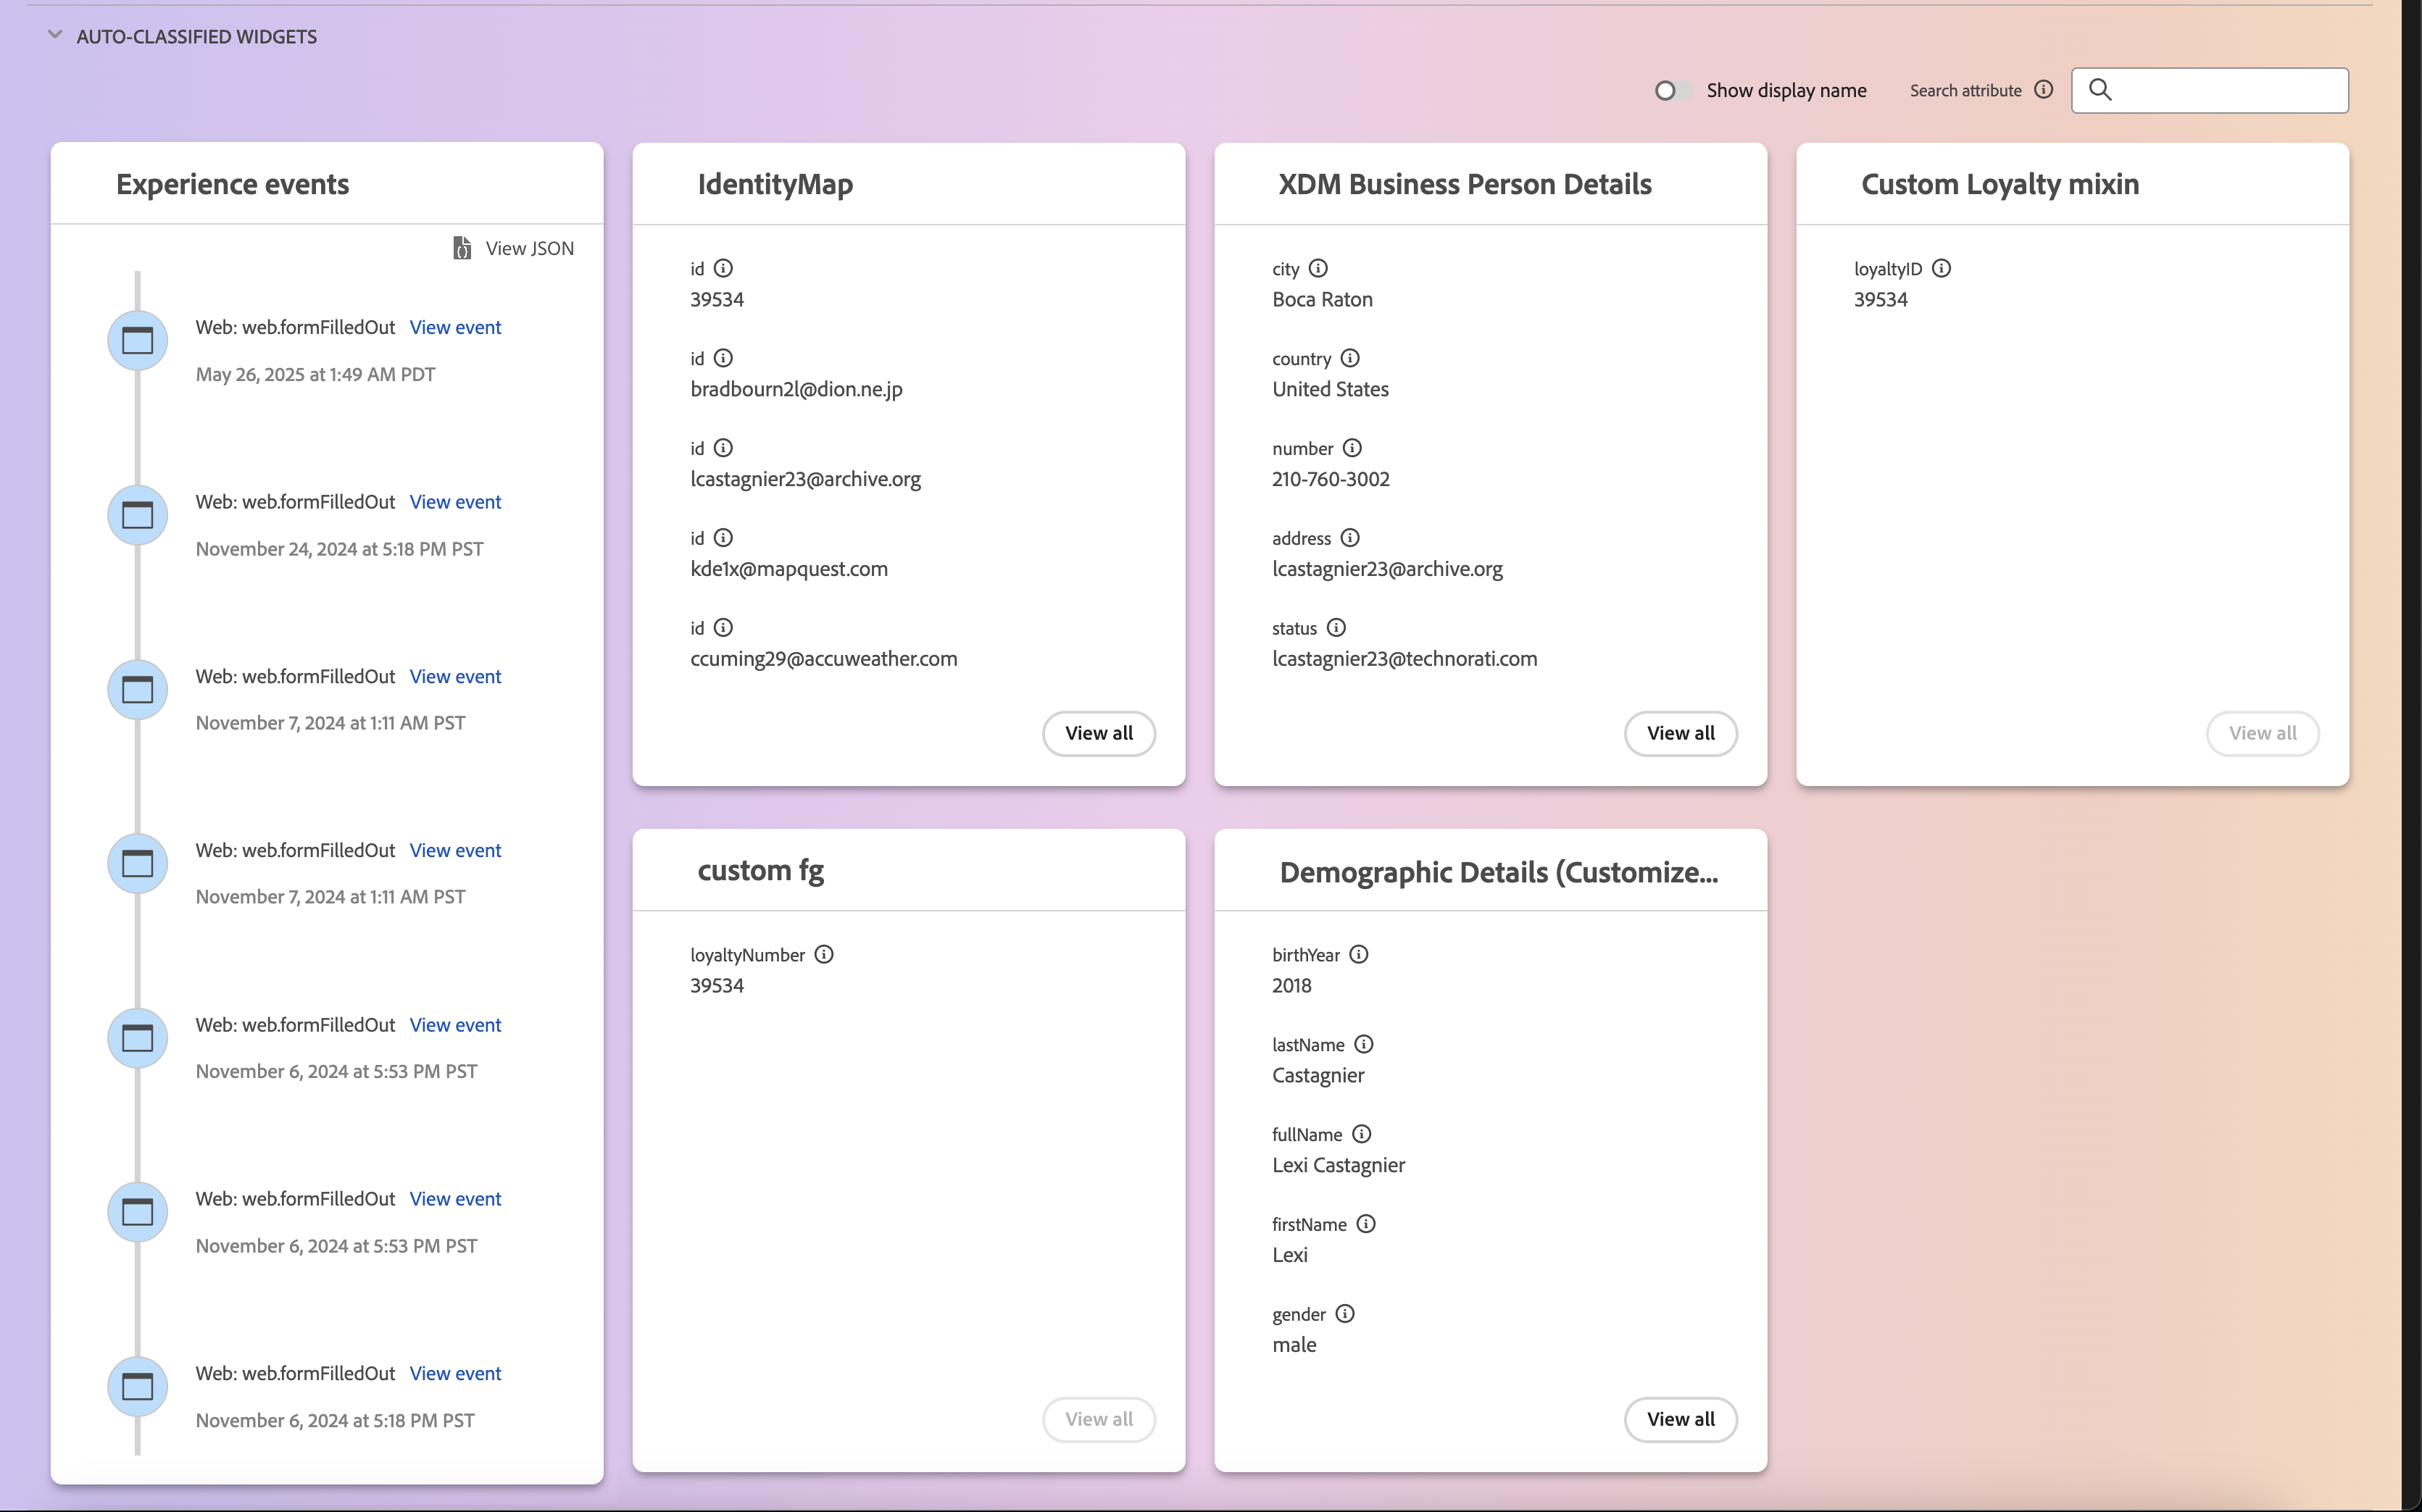 AUTO-CLASSIFIED WIDGETS
Show display name
Search attribute
Experience events
View JSON
Web: web.formFilledOut View event
May 26, 2025 at 1:49 AM PDT
Web: web.formFilledOut View event
November 24, 2024 at 5:18 PM PST
Web: web.formFilledOut View event
November 7, 2024 at 1:11 AM PST
Web: web.formFilledOut View event
November 7, 2024 at 1:11 AM PST
Web: web.formFilledOut View event
November 6, 2024 at 5:53 PM PST
Web: web.formFilledOut View event
November 6, 2024 at 5:53 PM PST
Web: web.formFilledOut View event
November 6, 2024 at 5:18 PM PST
IdentityMap
id
39534
id
bradbourn2l@dion.ne.jp
id
lcastagnier23@archive.org
id
kde1x@mapquest.com
id
ccuming29@accuweather.com
View all
XDM Business Person Details
city
Boca Raton
country
United States
number
210-760-3002
address
lcastagnier23@archive.org
status
lcastagnier23@technorati.com
View all
Custom Loyalty mixin
loyaltyID
39534
View all
custom fg
loyaltyNumber
39534
View all
Demographic Details (Customize...
birthYear
2018
lastName
Castagnier
fullName
Lexi Castagnier
firstName
Lexi
gender
male
View all